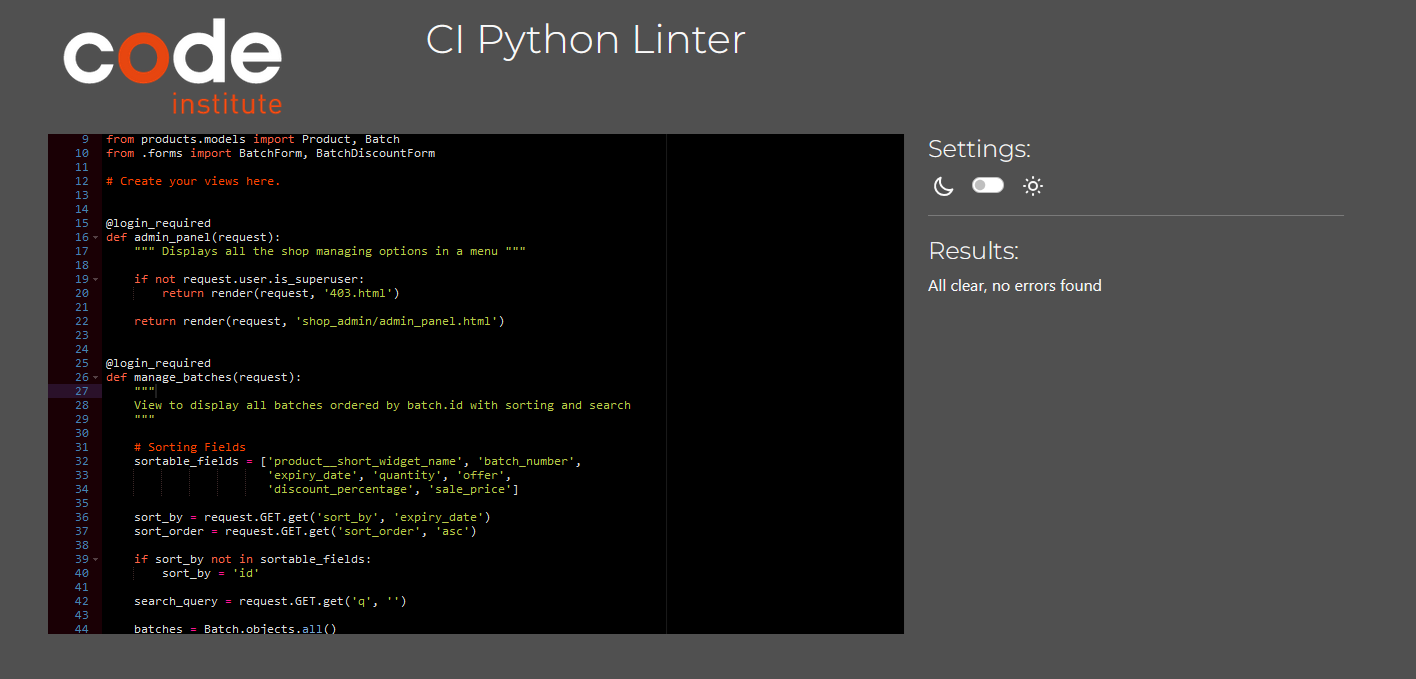 code
institute
CI Python Linter
9 from products.models import Product, Batch
10 from .forms import BatchForm, BatchDiscountForm
11
12 # Create your views here.
13
14
15 @login_required
16 def admin_panel(request):
17     """ Displays all the shop managing options in a menu """
18
19     if not request.user.is_superuser:
20         return render(request, '403.html')
21
22     return render(request, 'shop_admin/admin_panel.html')
23
24
25 @login_required
26 def manage_batches(request):
27     """
28     View to display all batches ordered by batch.id with sorting and search
29     """
30
31     # Sorting Fields
32     sortable_fields = ['product__short_widget_name', 'batch_number',
33                        'expiry_date', 'quantity', 'offer',
34                        'discount_percentage', 'sale_price']
35
36     sort_by = request.GET.get('sort_by', 'expiry_date')
37     sort_order = request.GET.get('sort_order', 'asc')
38
39     if sort_by not in sortable_fields:
40         sort_by = 'id'
41
42     search_query = request.GET.get('q', '')
43
44     batches = Batch.objects.all()
Settings:
Results:
All clear, no errors found